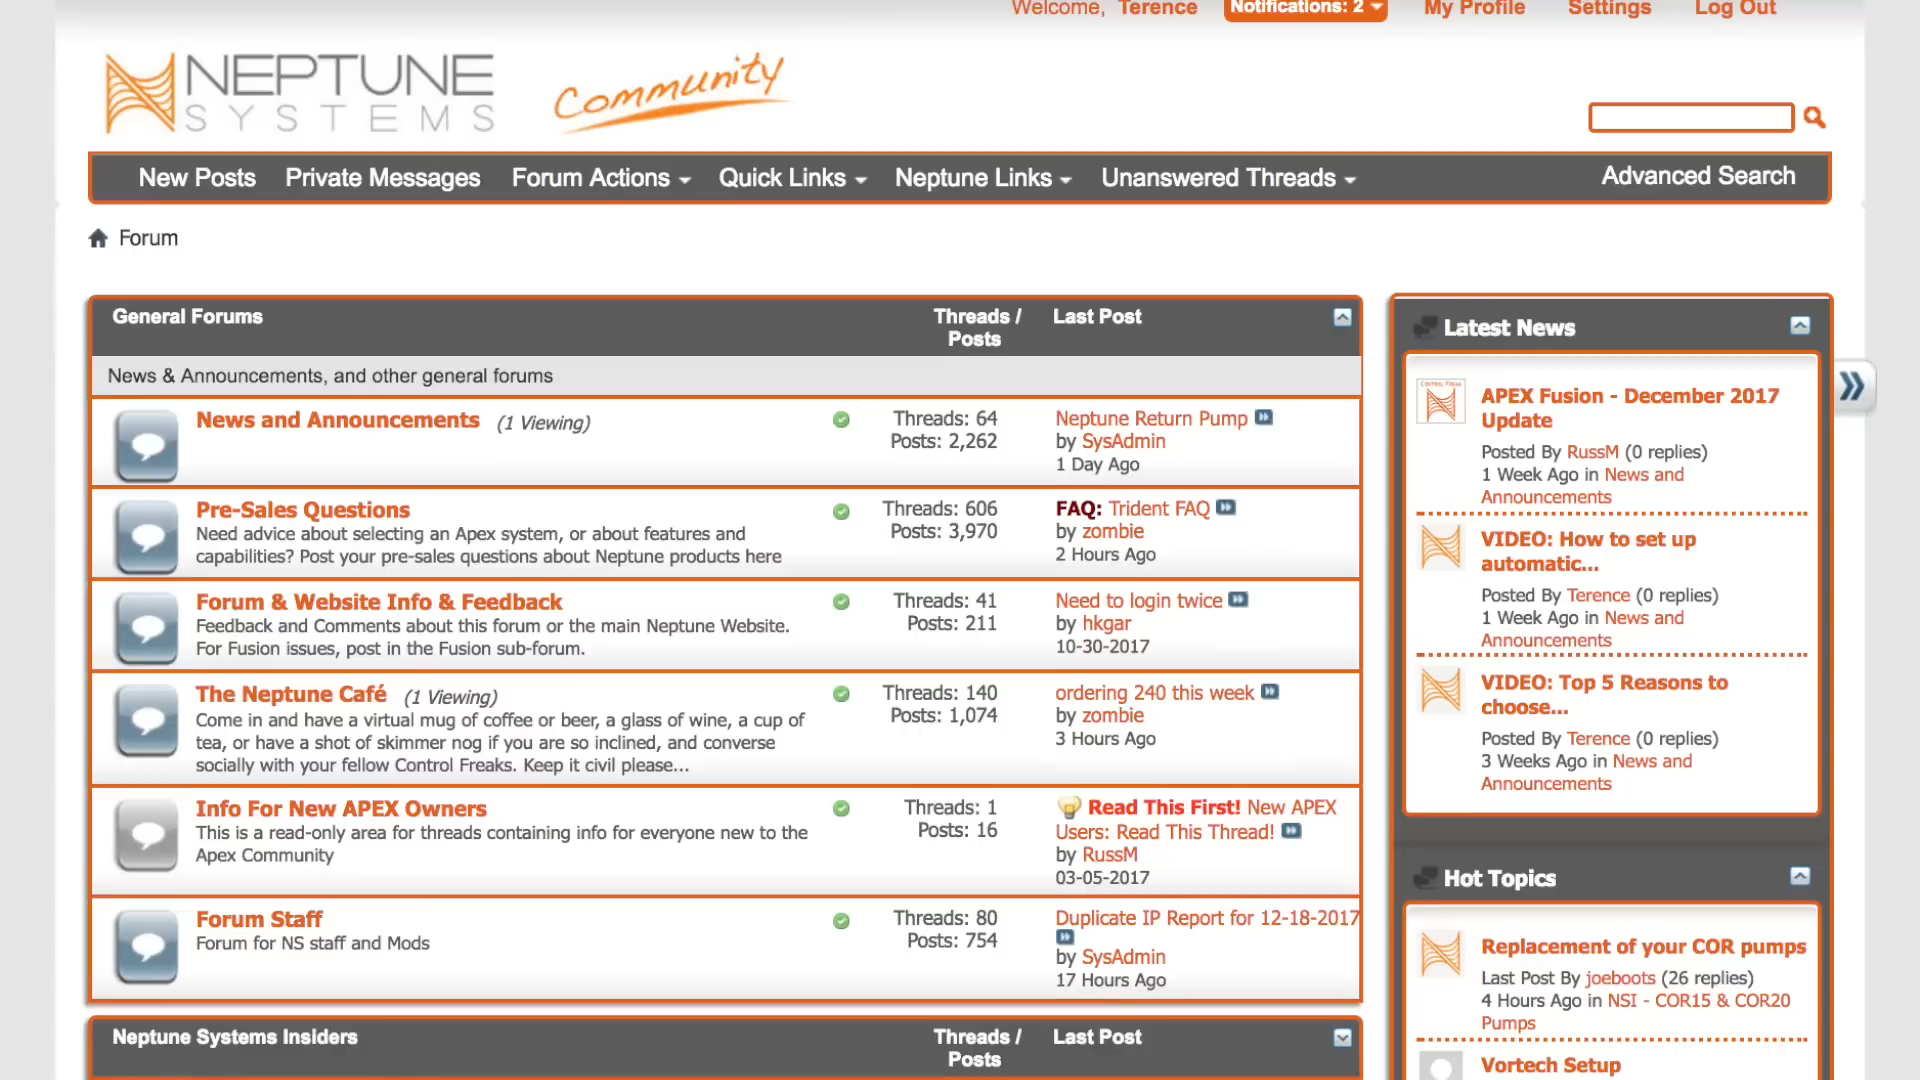 Welcome, Terence Notifications: 2 My Profile Settings Log Out
NEPTUNE
SYSTEMS
Community
New Posts Private Messages Forum Actions Quick Links Neptune Links Unanswered Threads Advanced Search
Forum
General Forums Threads / Posts Last Post
News & Announcements, and other general forums
News and Announcements (1 Viewing)
Threads: 64
Posts: 2,262
Neptune Return Pump
by SysAdmin
1 Day Ago
Pre-Sales Questions
Need advice about selecting an Apex system, or about features and
capabilities? Post your pre-sales questions about Neptune products here
Threads: 606
Posts: 3,970
FAQ: Trident FAQ
by zombie
2 Hours Ago
Forum & Website Info & Feedback
Feedback and Comments about this forum or the main Neptune Website.
For Fusion issues, post in the Fusion sub-forum.
Threads: 41
Posts: 211
Need to login twice
by hkgar
10-30-2017
The Neptune Café (1 Viewing)
Come in and have a virtual mug of coffee or beer, a glass of wine, a cup of
tea, or have a shot of skimmer nog if you are so inclined, and converse
socially with your fellow Control Freaks. Keep it civil please...
Threads: 140
Posts: 1,074
ordering 240 this week
by zombie
3 Hours Ago
Info For New APEX Owners
This is a read-only area for threads containing info for everyone new to the
Apex Community
Threads: 1
Posts: 16
Read This First! New APEX
Users: Read This Thread!
by RussM
03-05-2017
Forum Staff
Forum for NS staff and Mods
Threads: 80
Posts: 754
Duplicate IP Report for 12-18-2017
by SysAdmin
17 Hours Ago
Neptune Systems Insiders Threads / Posts Last Post
Latest News
APEX Fusion - December 2017
Update
Posted By RussM (0 replies)
1 Week Ago in News and
Announcements
VIDEO: How to set up
automatic...
Posted By Terence (0 replies)
1 Week Ago in News and
Announcements
VIDEO: Top 5 Reasons to
choose...
Posted By Terence (0 replies)
3 Weeks Ago in News and
Announcements
Hot Topics
Replacement of your COR pumps
Last Post By joeboots (26 replies)
4 Hours Ago in NSI - COR15 & COR20
Pumps
Vortech Setup